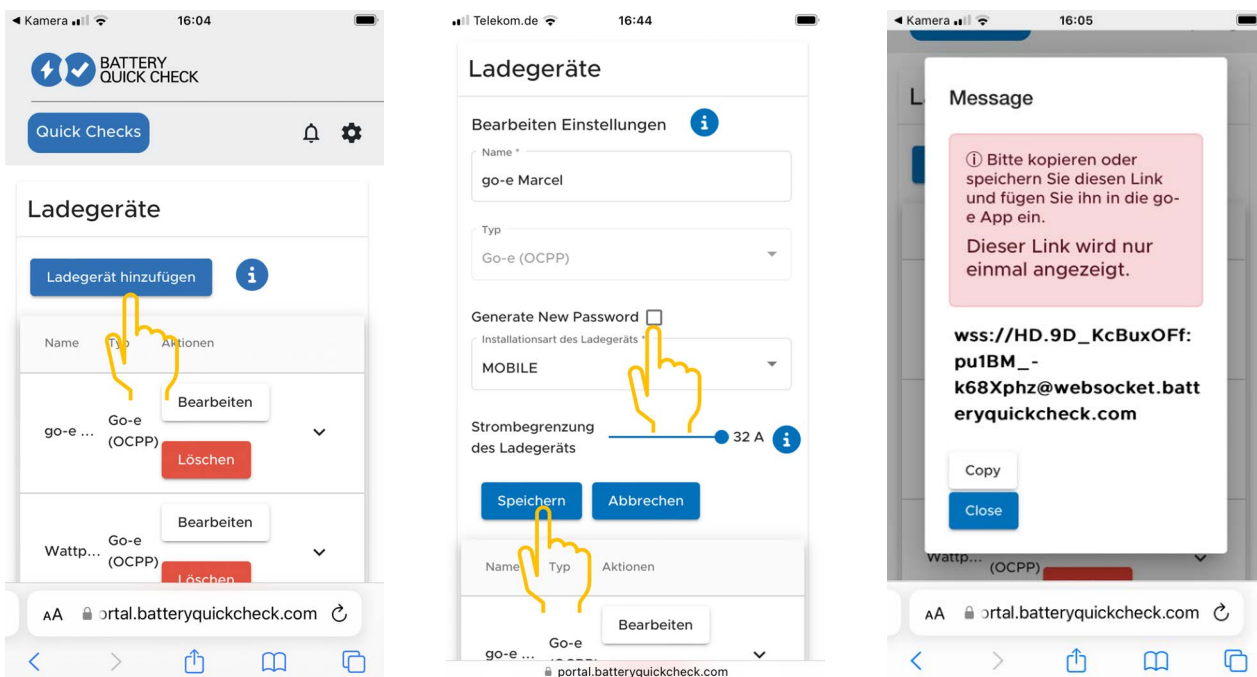 Kamera
16:04
BATTERY
QUICK CHECK
Quick Checks
Ladegeräte
Ladegerät hinzufügen
Name Typ Aktionen
go-e ...
Go-e
(OCPP)
Bearbeiten
Löschen
Wattp...
Go-e
(OCPP)
Bearbeiten
Löschen
AA ortal.batteryquickcheck.com
Telekom.de
16:44
Ladegeräte
Bearbeiten Einstellungen
Name *
go-e Marcel
Typ
Go-e (OCPP)
Generate New Password
Installationsart des Ladegeräts *
MOBILE
Strombegrenzung
des Ladegeräts
32 A
Speichern Abbrechen
Name Typ Aktionen
go-e ...
Go-e
Bearbeiten
portal.batteryquickcheck.com
Kamera
16:05
Message
Bitte kopieren oder
speichern Sie diesen Link
und fügen Sie ihn in die go-
e App ein.
Dieser Link wird nur
einmal angezeigt.
wss://HD.9D_KcBuxOFf:
pu1BM_-
k68Xphz@websocket.batt
eryquickcheck.com
Copy
Close
Wattp...
(OCPP)
AA ortal.batteryquickcheck.com